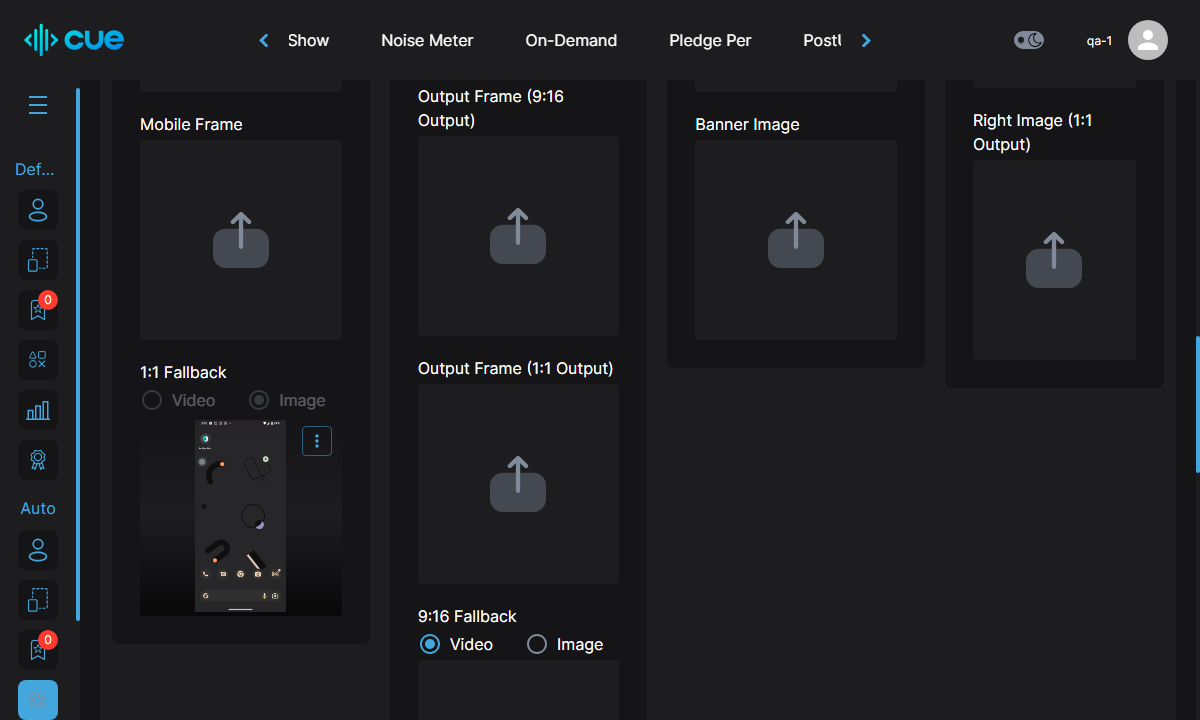 cue
Show
Noise Meter
On-Demand
Pledge Per
qa-1
Def...
0
Auto
0
Mobile Frame
1:1 Fallback
Video
Image
Output Frame (9:16
Output)
Output Frame (1:1 Output)
9:16 Fallback
Video
Image
Banner Image
Right Image (1:1
Output)